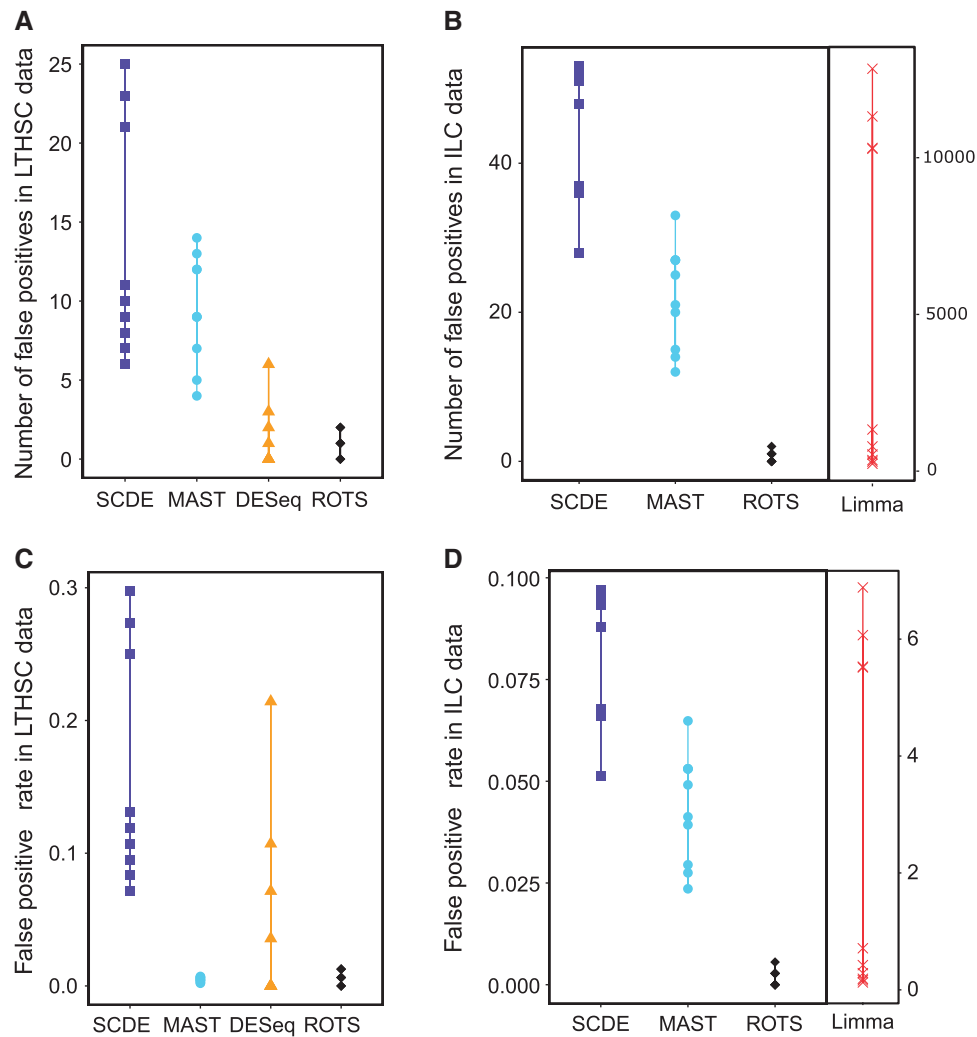 A
Number of false positives in LTHSC data
25
20
15
10
5
0
SCDE MAST DESeq ROTS
B
Number of false positives in ILC data
40
20
0
10000
5000
0
SCDE MAST ROTS Limma
C
False positive rate in LTHSC data
0.3
0.2
0.1
0.0
SCDE MAST DESeq ROTS
D
False positive rate in ILC data
0.100
0.075
0.050
0.025
0.000
6
4
2
0
SCDE MAST ROTS Limma